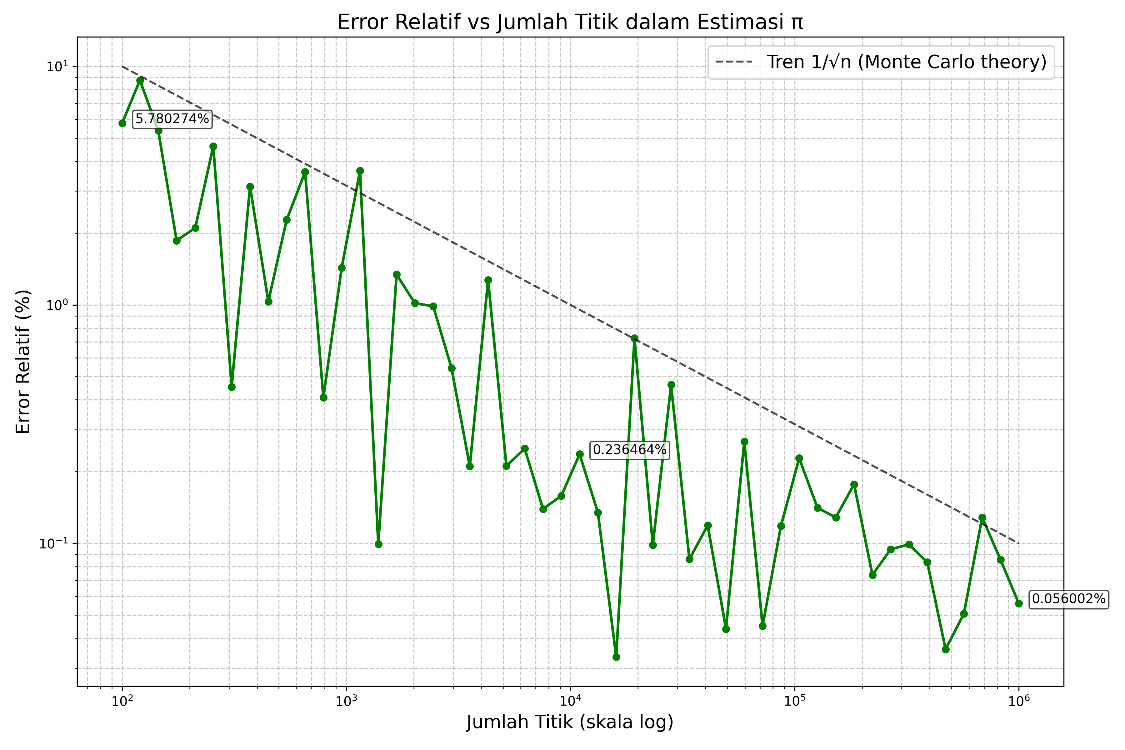 Error Relatif vs Jumlah Titik dalam Estimasi π
Tren 1/√n (Monte Carlo theory)
10¹
10⁰
10⁻¹
Error Relatif (%)
5.780274%
0.236464%
0.056002%
10²
10³
10⁴
10⁵
10⁶
Jumlah Titik (skala log)